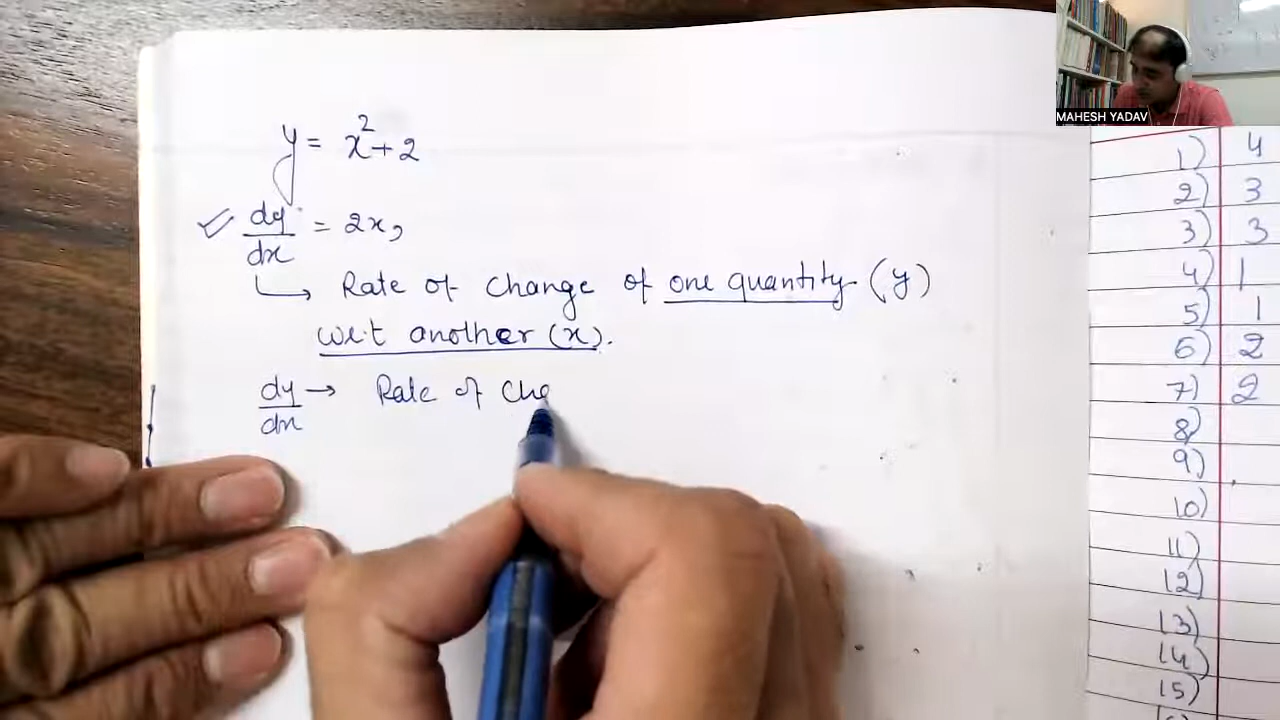 y = x² + 2
dy/dx = 2x,
Rate of change of one quantity (y)
w.r.t another (x).
dy/dx → Rate of Cha
MAHESH YADAV
1) 4
2) 3
3) 3
4) 1
5) 1
6) 2
7) 2
8)
9)
10)
11)
12)
13)
14)
15)